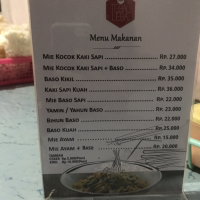 Menu Makanan
Mie Kocok Kaki Sapi Rp. 27.000
Mie Kocok Kaki Sapi + Baso Rp. 34.000
Baso Kikil Rp. 35.000
Kaki Sapi Kuah Rp. 38.000
Mie Baso Sapi Rp. 23.000
Yamin / Yahun Baso Rp. 23.000
Bihun Baso Rp. 22.000
Baso Kuah Rp. 25.000
Mie Ayam Rp. 15.000
Mie Ayam + Baso Rp. 20.000